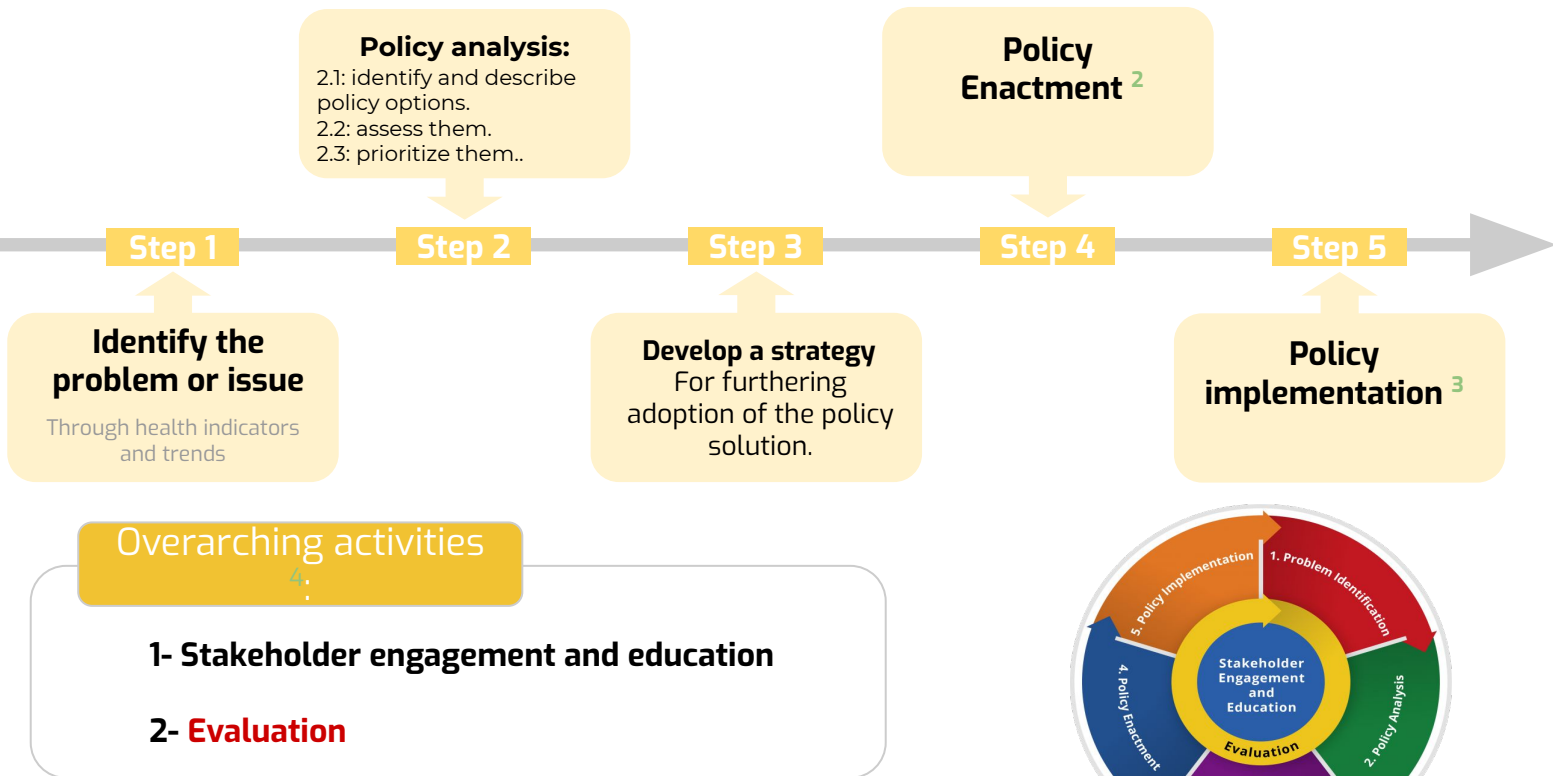 Policy analysis:
2.1: identify and describe
policy options.
2.2: assess them.
2.3: prioritize them..
Policy
Enactment 2
Step 1
Step 2
Step 3
Step 4
Step 5
Identify the
problem or issue
Through health indicators
and trends
Develop a strategy
For furthering
adoption of the policy
solution.
Policy
implementation 3
Overarching activities
4:
1- Stakeholder engagement and education
2- Evaluation
1. Problem Identification
2. Policy Analysis
4. Policy Enactment
5. Policy Implementation
Stakeholder
Engagement
and
Education
Evaluation